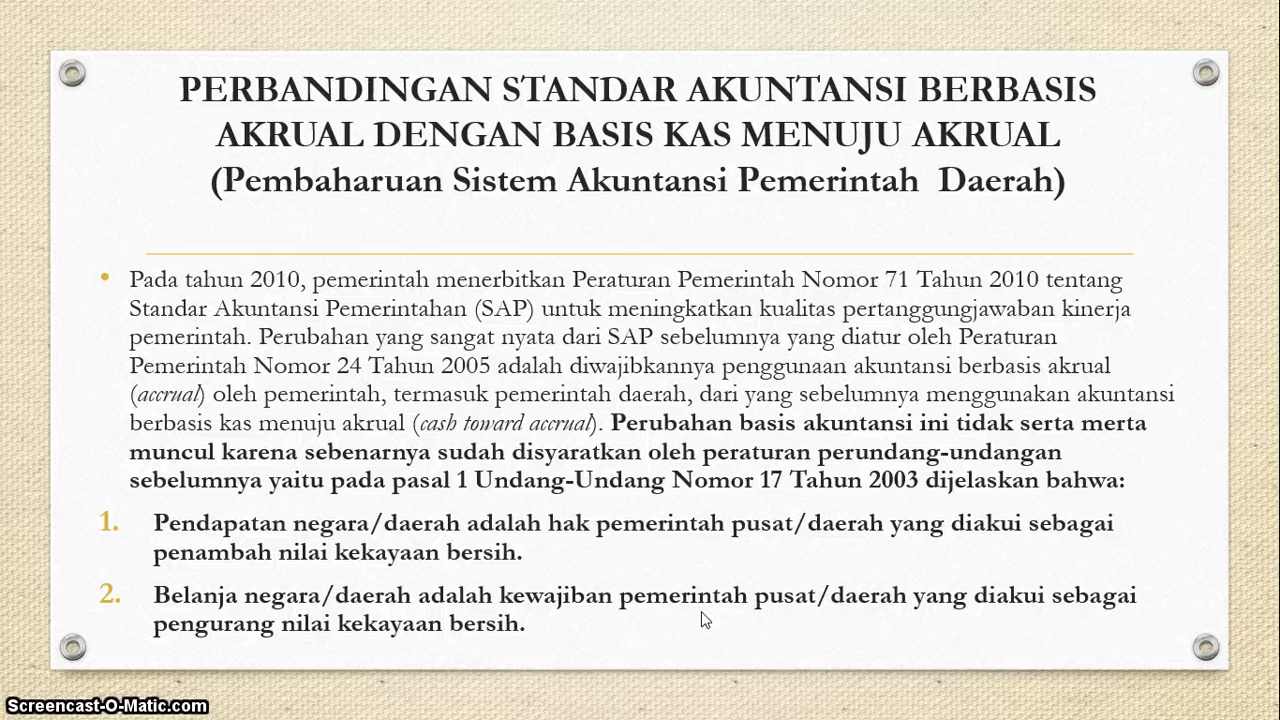 PERBANDINGAN STANDAR AKUNTANSI BERBASIS
AKRUAL DENGAN BASIS KAS MENUJU AKRUAL
(Pembaharuan Sistem Akuntansi Pemerintah Daerah)
• Pada tahun 2010, pemerintah menerbitkan Peraturan Pemerintah Nomor 71 Tahun 2010 tentang
Standar Akuntansi Pemerintahan (SAP) untuk meningkatkan kualitas pertanggungjawaban kinerja
pemerintah. Perubahan yang sangat nyata dari SAP sebelumnya yang diatur oleh Peraturan
Pemerintah Nomor 24 Tahun 2005 adalah diwajibkannya penggunaan akuntansi berbasis akrual
(accrual) oleh pemerintah, termasuk pemerintah daerah, dari yang sebelumnya menggunakan akuntansi
berbasis kas menuju akrual (cash toward accrual). Perubahan basis akuntansi ini tidak serta merta
muncul karena sebenarnya sudah disyaratkan oleh peraturan perundang-undangan
sebelumnya yaitu pada pasal 1 Undang-Undang Nomor 17 Tahun 2003 dijelaskan bahwa:
1. Pendapatan negara/daerah adalah hak pemerintah pusat/daerah yang diakui sebagai
penambah nilai kekayaan bersih.
2. Belanja negara/daerah adalah kewajiban pemerintah pusat/daerah yang diakui sebagai
pengurang nilai kekayaan bersih.
Screencast-O-Matic.com